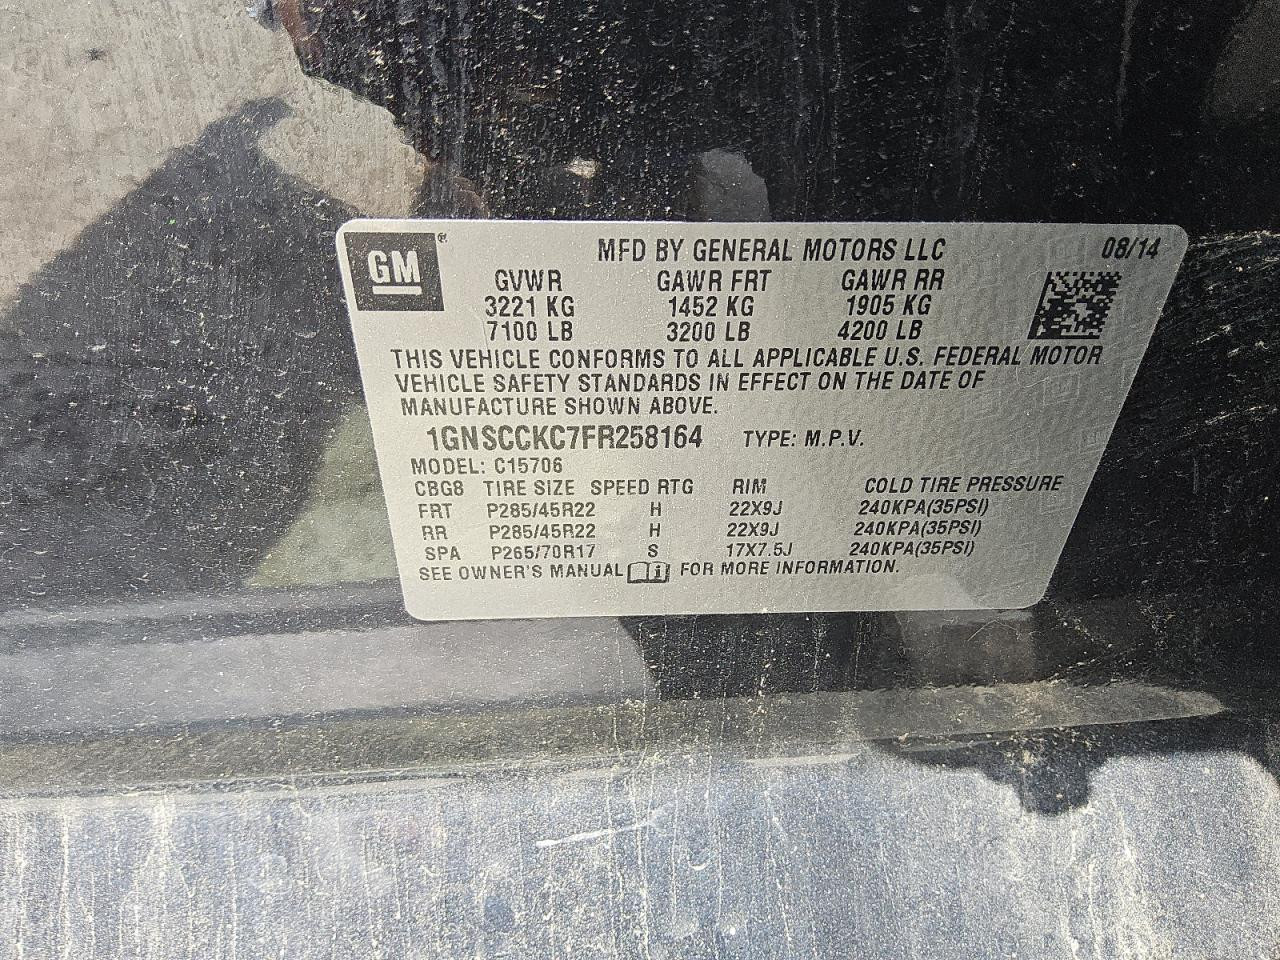 GM® MFD BY GENERAL MOTORS LLC 08/14
GVWR GAWR FRT GAWR RR
3221 KG 1452 KG 1905 KG
7100 LB 3200 LB 4200 LB
THIS VEHICLE CONFORMS TO ALL APPLICABLE U.S. FEDERAL MOTOR
VEHICLE SAFETY STANDARDS IN EFFECT ON THE DATE OF
MANUFACTURE SHOWN ABOVE.
1GNSCCKC7FR258164 TYPE: M.P.V.
MODEL: C15706
CBG8 TIRE SIZE SPEED RTG RIM COLD TIRE PRESSURE
FRT P285/45R22 H 22X9J 240KPA(35PSI)
RR P285/45R22 H 22X9J 240KPA(35PSI)
SPA P265/70R17 S 17X7.5J 240KPA(35PSI)
SEE OWNER'S MANUAL FOR MORE INFORMATION.